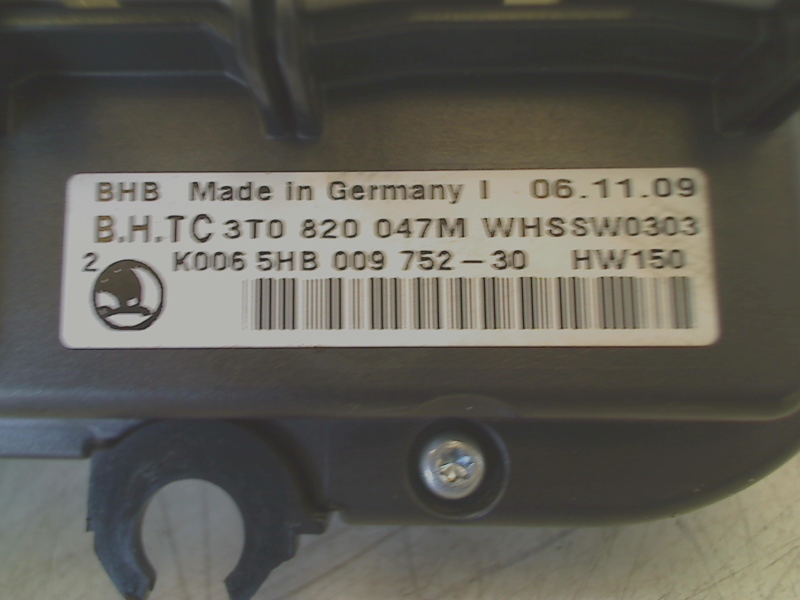 BHB Made in Germany I 06.11.09
B.H.TC 3T0 820 047M WHSSW0303
2 K006 5HB 009 752-30 HW150